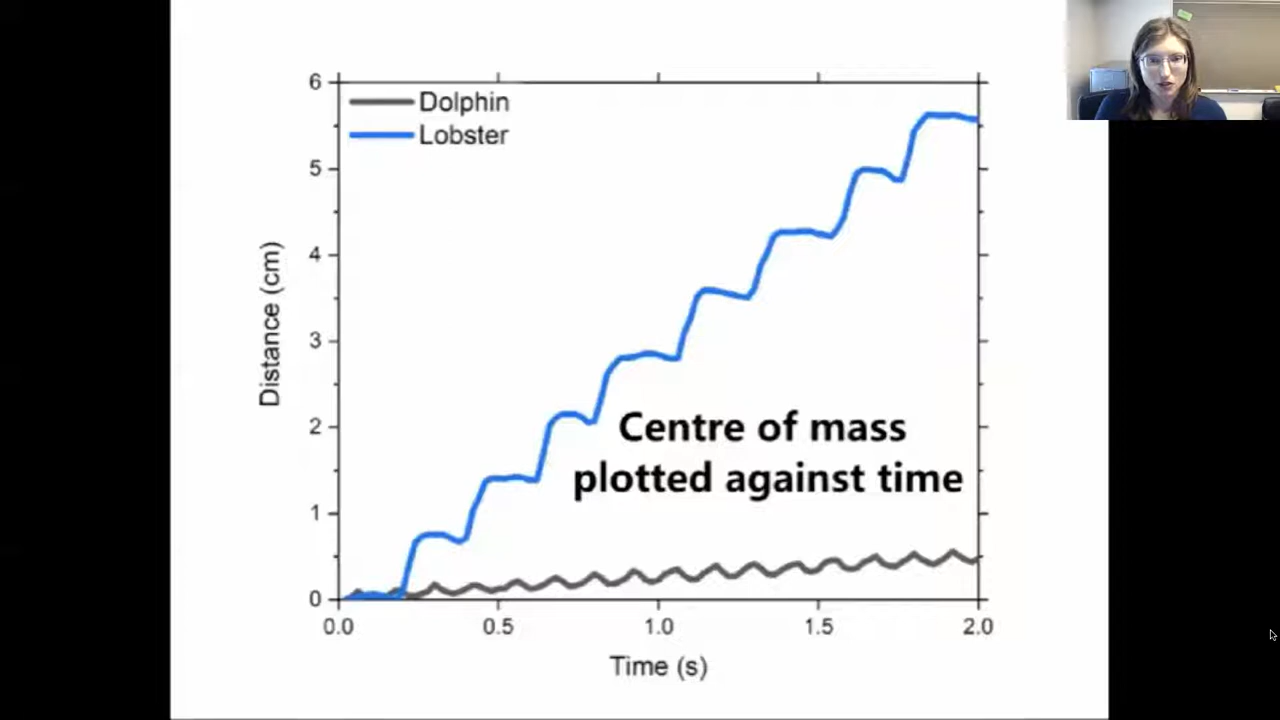 Dolphin
Lobster
6
5
4
3
2
1
0
Distance (cm)
Centre of mass
plotted against time
0.0 0.5 1.0 1.5 2.0
Time (s)